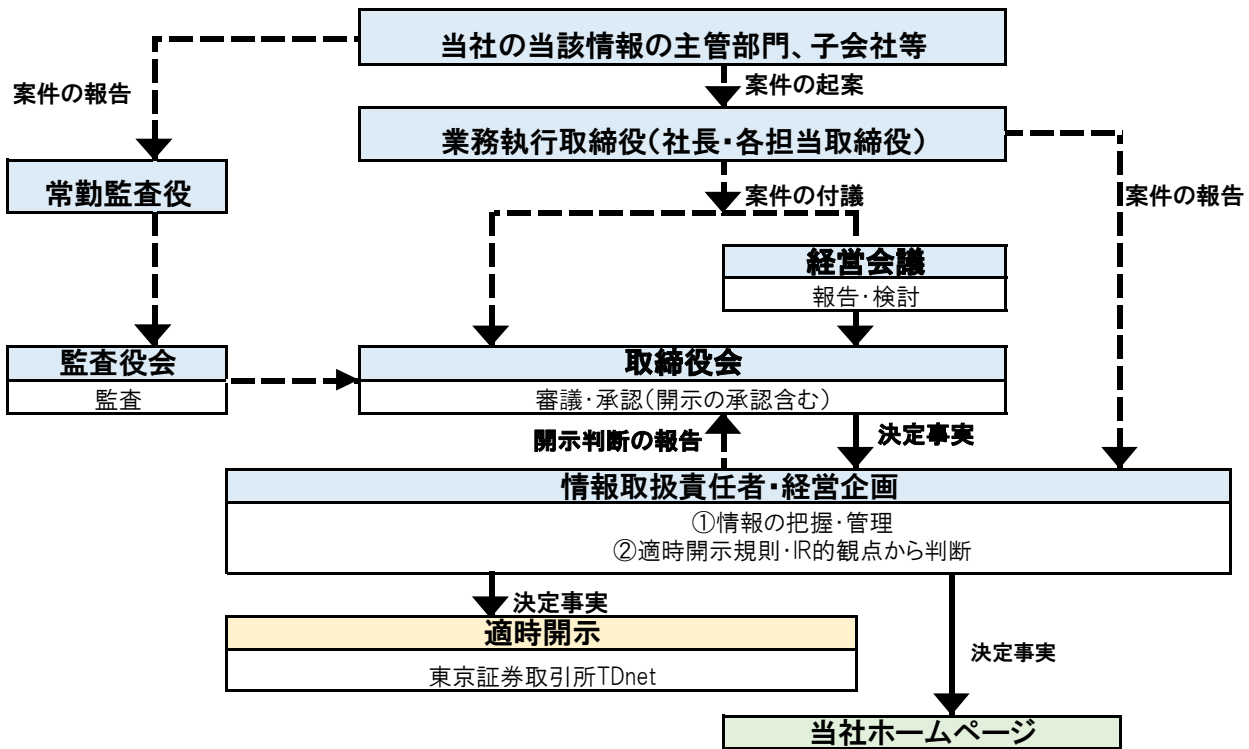 当社の当該情報の主管部門、子会社等
案件の報告
案件の起案
業務執行取締役(社長・各担当取締役)
常勤監査役
案件の付議
案件の報告
経営会議
報告・検討
監査役会
監査
取締役会
審議・承認(開示の承認含む)
開示判断の報告
決定事実
情報取扱責任者・経営企画
①情報の把握・管理
②適時開示規則・IR的観点から判断
決定事実
適時開示
東京証券取引所TDnet
決定事実
当社ホームページ